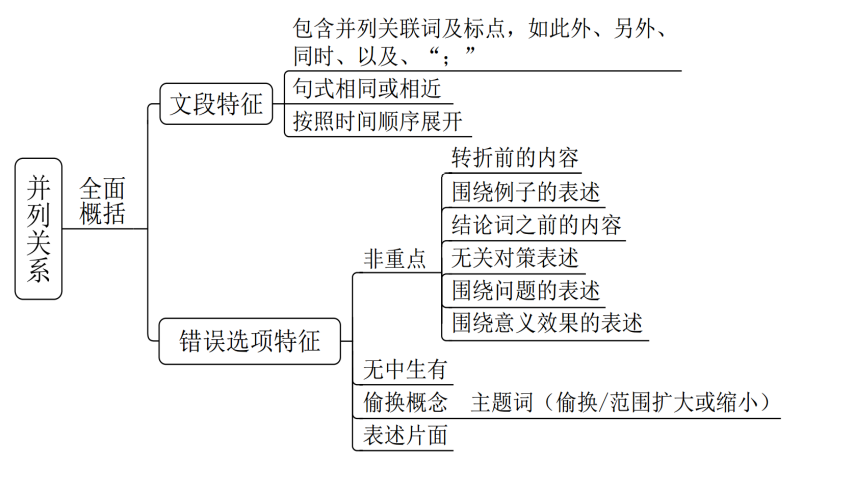 包含并列关联词及标点，如此外、另外、
同时、以及、“；”
文段特征
句式相同或相近
按照时间顺序展开
并列关系
全面
概括
转折前的内容
围绕例子的表述
结论词之前的内容
非重点
无关对策表述
围绕问题的表述
围绕意义效果的表述
错误选项特征
无中生有
偷换概念
主题词（偷换/范围扩大或缩小）
表述片面